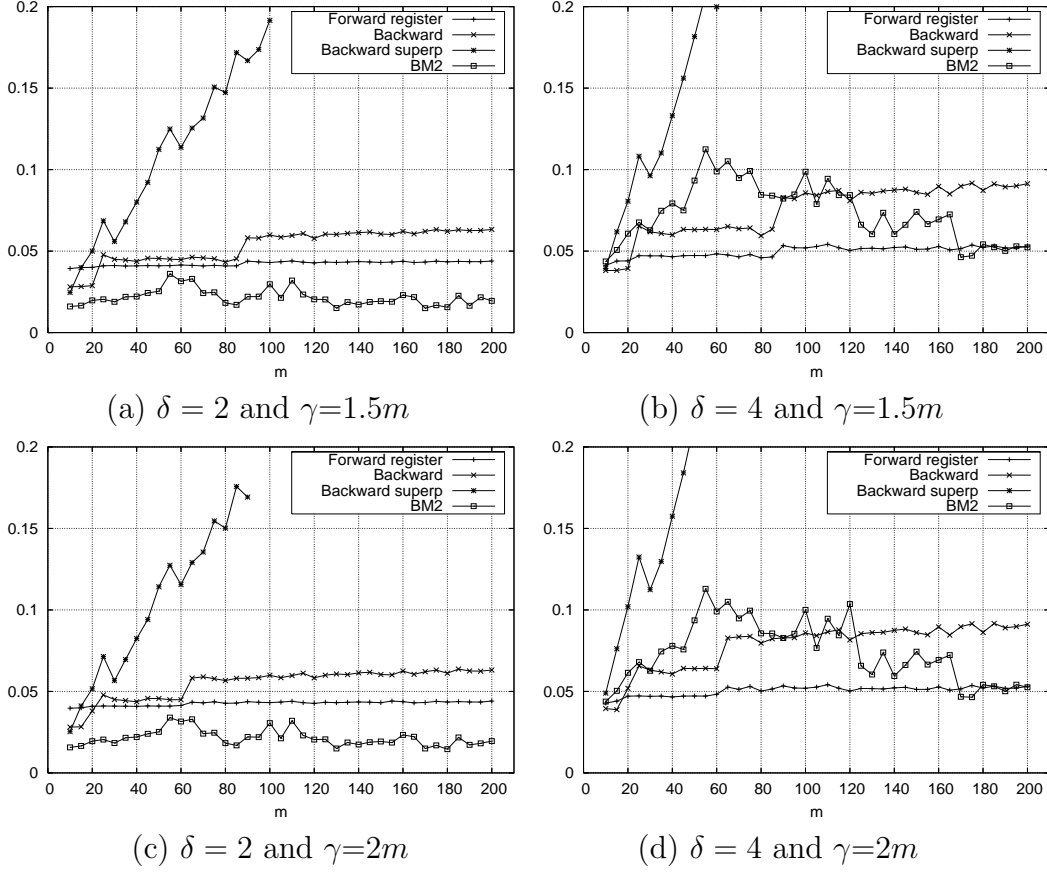 0.2
0.15
0.1
0.05
0
20 40 60 80 100 120 140 160 180 200
m
Forward register
Backward
Backward superp
BM2
(a) δ = 2 and γ=1.5m
0.2
0.15
0.1
0.05
0
20 40 60 80 100 120 140 160 180 200
m
Forward register
Backward
Backward superp
BM2
(b) δ = 4 and γ=1.5m
0.2
0.15
0.1
0.05
0
20 40 60 80 100 120 140 160 180 200
m
Forward register
Backward
Backward superp
BM2
(c) δ = 2 and γ=2m
0.2
0.15
0.1
0.05
0
20 40 60 80 100 120 140 160 180 200
m
Forward register
Backward
Backward superp
BM2
(d) δ = 4 and γ=2m